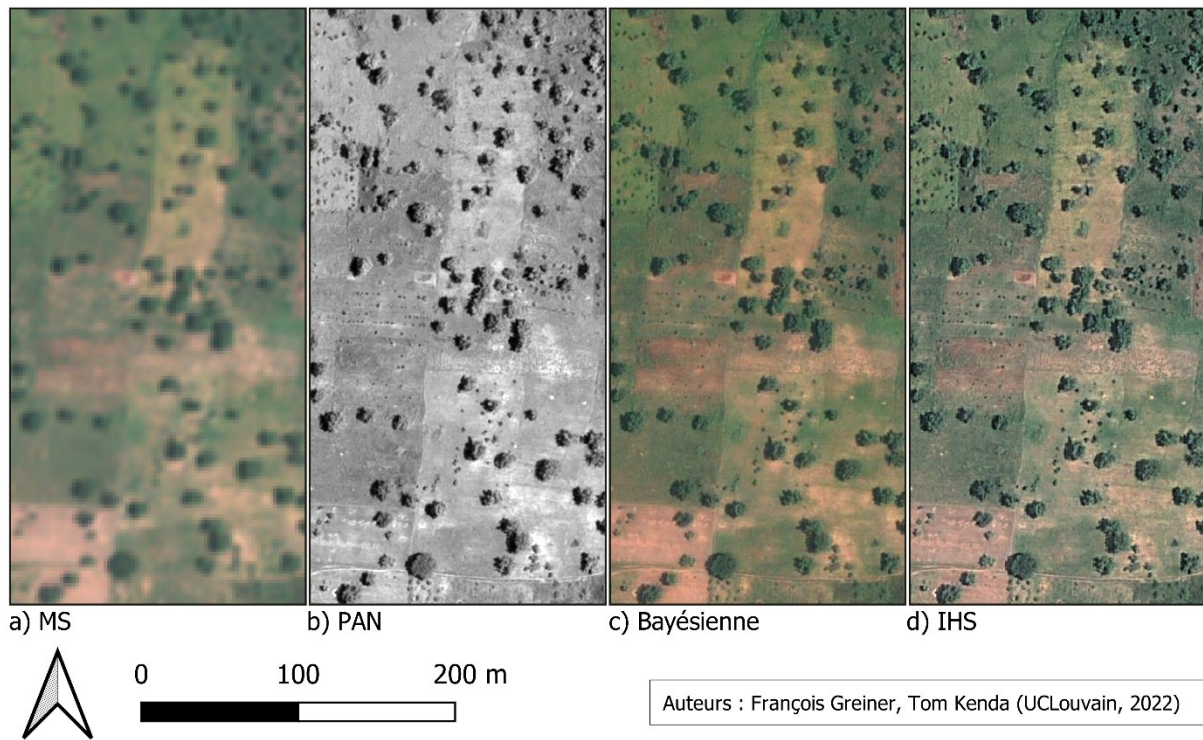 a) MS
b) PAN
c) Bayésienne
d) IHS
0 100 200 m
Auteurs : François Greiner, Tom Kenda (UCLouvain, 2022)